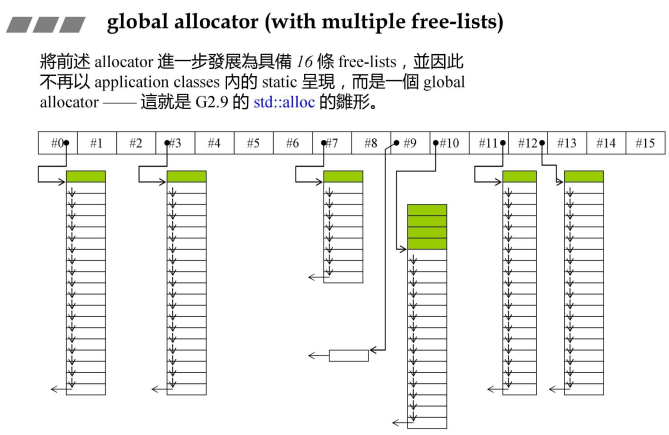 global allocator (with multiple free-lists)
將前述 allocator 進一步發展為具備 16 條 free-lists，並因此
不再以 application classes 內的 static 呈現，而是一個 global
allocator —— 這就是 G2.9 的 std::alloc 的雛形。
#0 #1 #2 #3 #4 #5 #6 #7 #8 #9 #10 #11 #12 #13 #14 #15